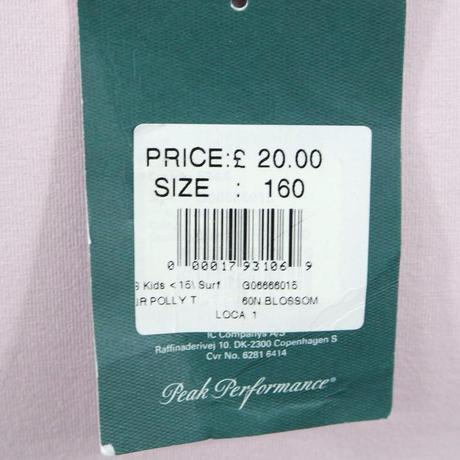 PRICE:£ 20.00
SIZE : 160
0 00017 93106 9
Kids <15\ Surf G06666015
JR POLLY T 60N BLOSSOM
LOCA 1
IC Companys A/S
Raffinaderivej 10. DK-2300 Copenhagen S
Cvr No. 6281 6414
Peak Performance®